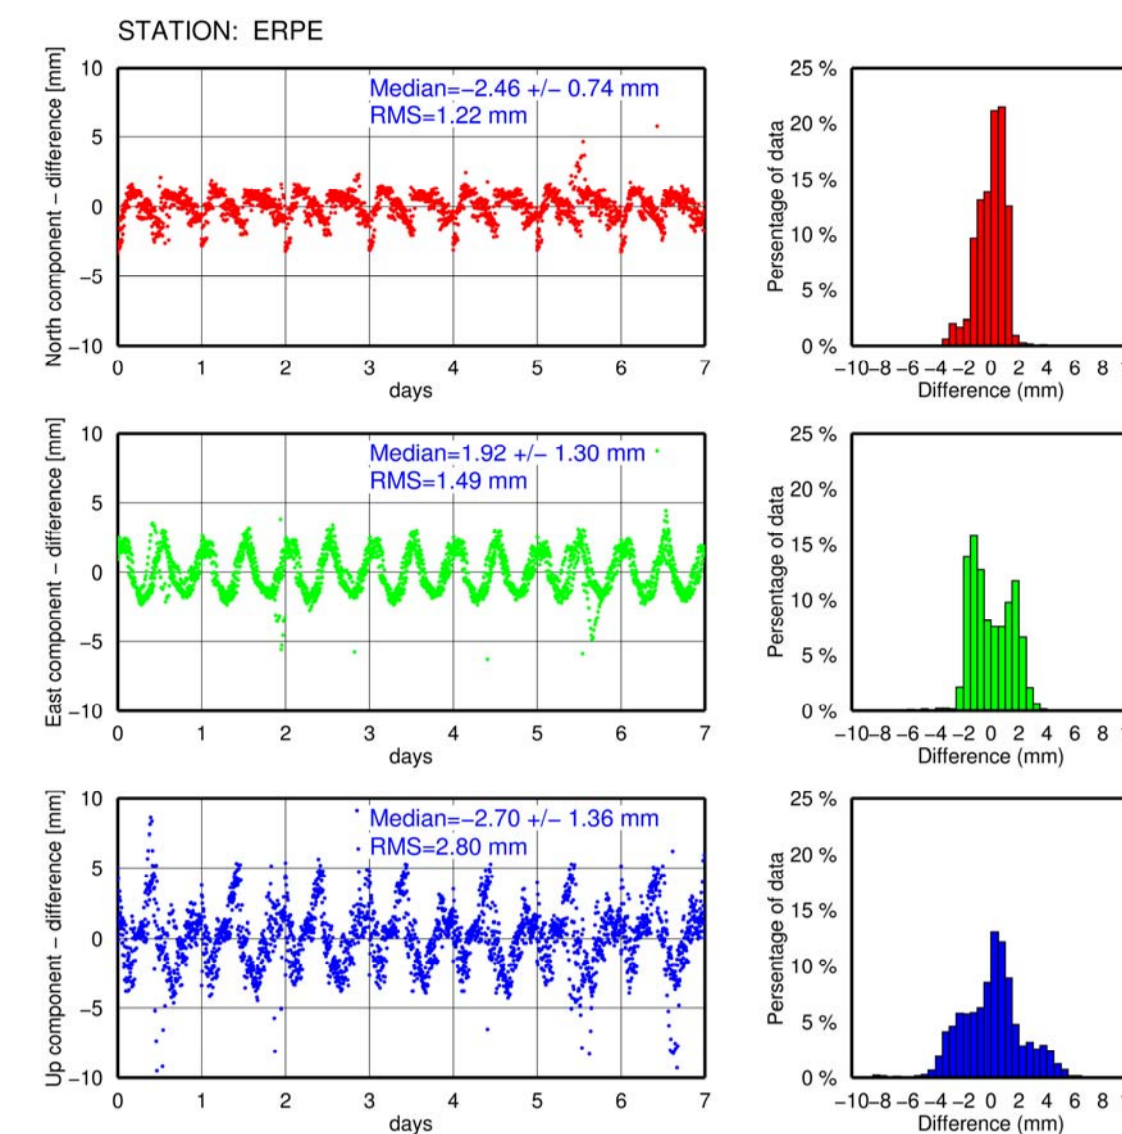 STATION: ERPE
North component – difference [mm]
10
5
0
−5
−10
Median=−2.46 +/− 0.74 mm
RMS=1.22 mm
0 1 2 3 4 5 6 7
days
Persentage of data
25 %
20 %
15 %
10 %
5 %
0 %
−10−8 −6 −4 −2 0 2 4 6 8
Difference (mm)
East component – difference [mm]
10
5
0
−5
−10
Median=1.92 +/− 1.30 mm
RMS=1.49 mm
0 1 2 3 4 5 6 7
days
Persentage of data
25 %
20 %
15 %
10 %
5 %
0 %
−10−8 −6 −4 −2 0 2 4 6 8
Difference (mm)
Up component – difference [mm]
10
5
0
−5
−10
Median=−2.70 +/− 1.36 mm
RMS=2.80 mm
0 1 2 3 4 5 6 7
days
Persentage of data
25 %
20 %
15 %
10 %
5 %
0 %
−10−8 −6 −4 −2 0 2 4 6 8
Difference (mm)